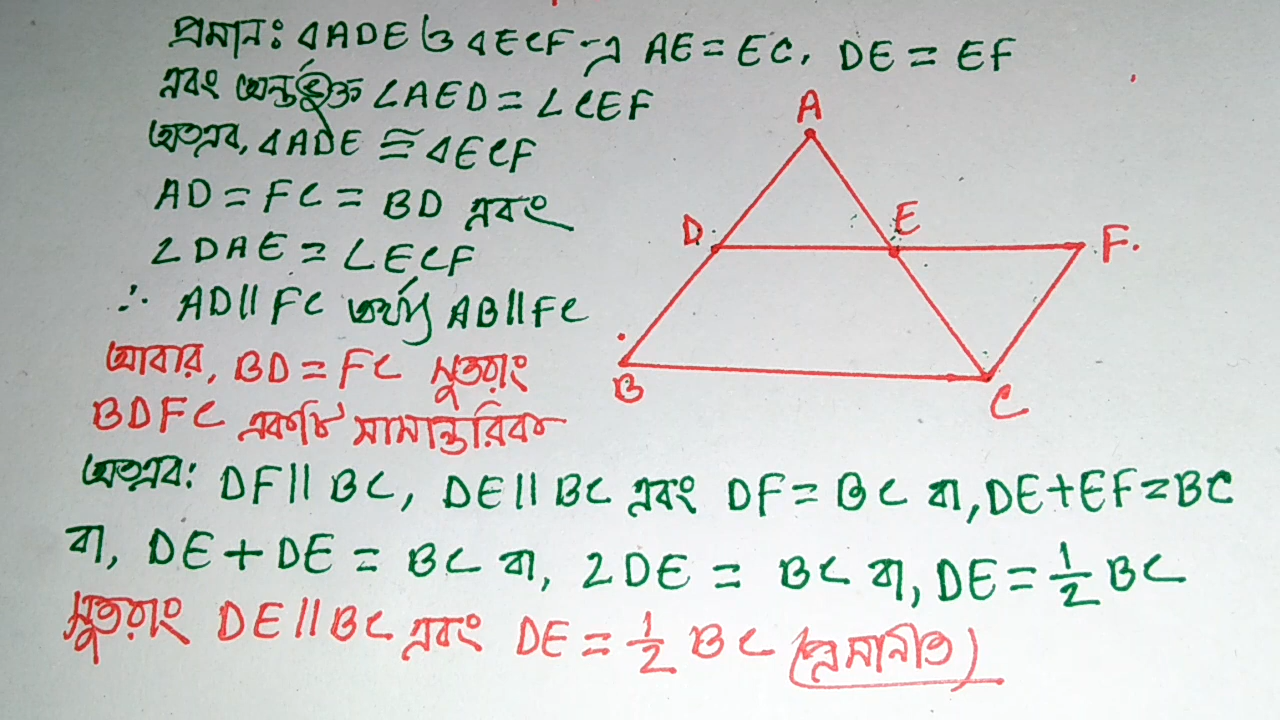 প্রমান: ΔADE ও ΔECF-এ AE = EC, DE = EF
এবং অন্তর্ভুক্ত ∠AED = ∠CEF
অতএব, ΔADE ≅ ΔECF
AD = FC = BD এবং
∠DAE = ∠ECF
∴ AD || FC অর্থাৎ AB || FC
আবার, BD = FC সুতরাং
BDFC একটি সামান্তরিক
অতএব: DF || BC, DE || BC এবং DF = BC বা, DE + EF = BC
বা, DE + DE = BC বা, 2DE = BC বা, DE = 1/2 BC
সুতরাং DE || BC এবং DE = 1/2 BC (প্রমানীত)
A
D
E
F.
B
C